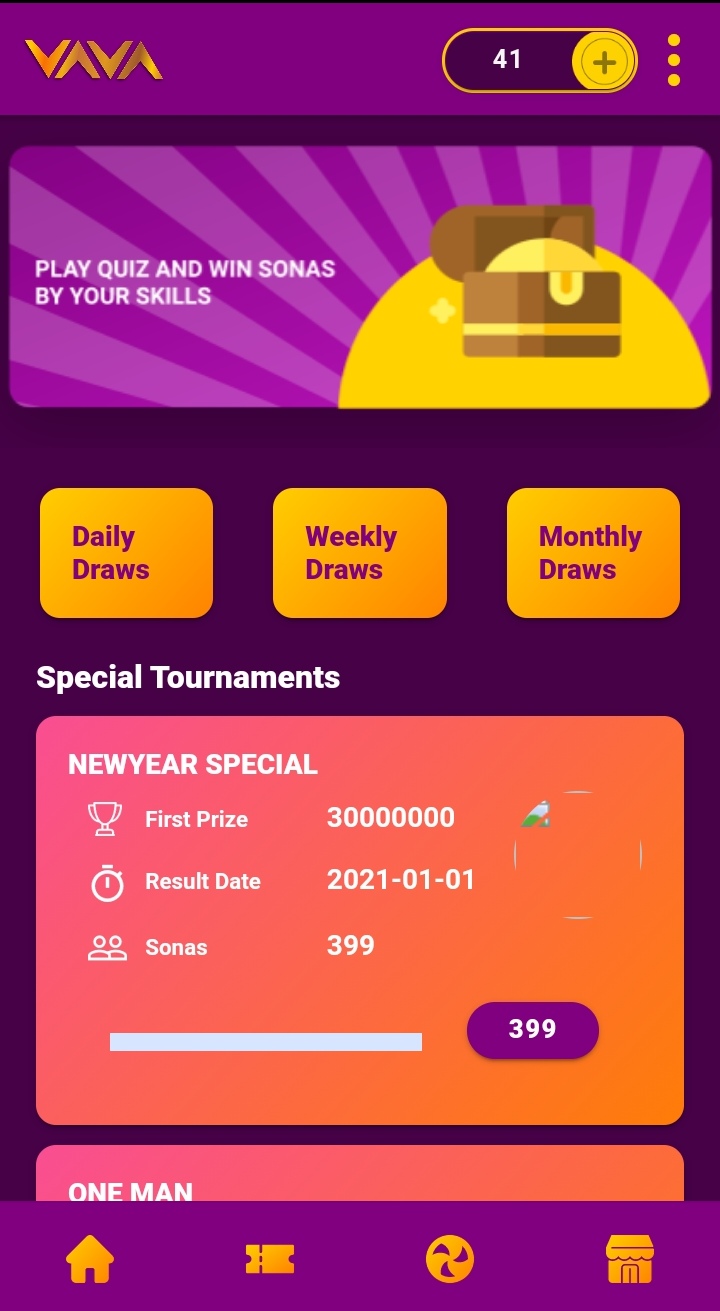 VAVA
41
PLAY QUIZ AND WIN SONAS
BY YOUR SKILLS
Daily
Draws
Weekly
Draws
Monthly
Draws
Special Tournaments
NEWYEAR SPECIAL
First Prize 30000000
Result Date 2021-01-01
Sonas 399
399
ONE MAN